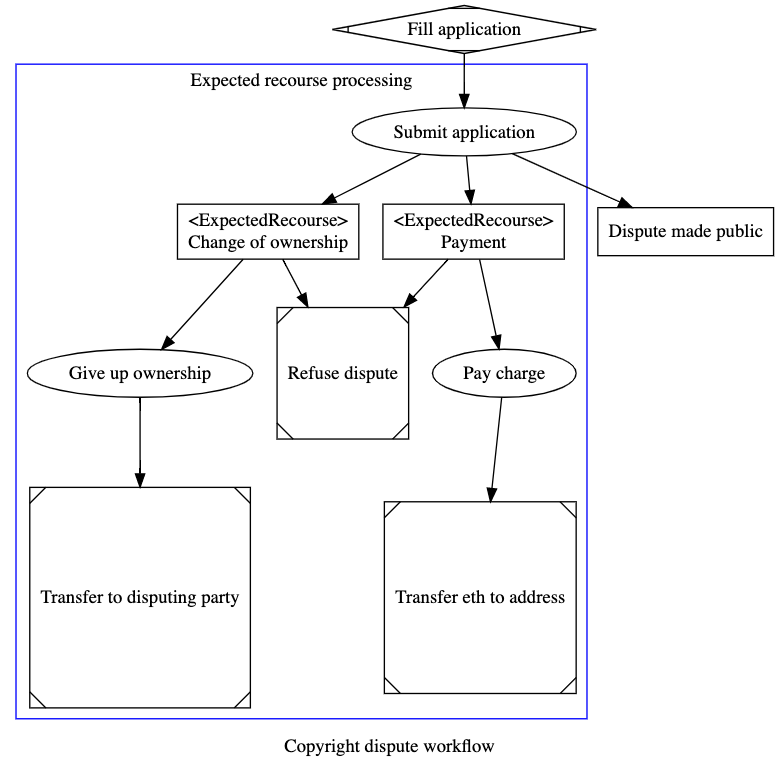 Fill application
Expected recourse processing
Submit application
<ExpectedRecourse>
Change of ownership
<ExpectedRecourse>
Payment
Dispute made public
Give up ownership
Refuse dispute
Pay charge
Transfer to disputing party
Transfer eth to address
Copyright dispute workflow